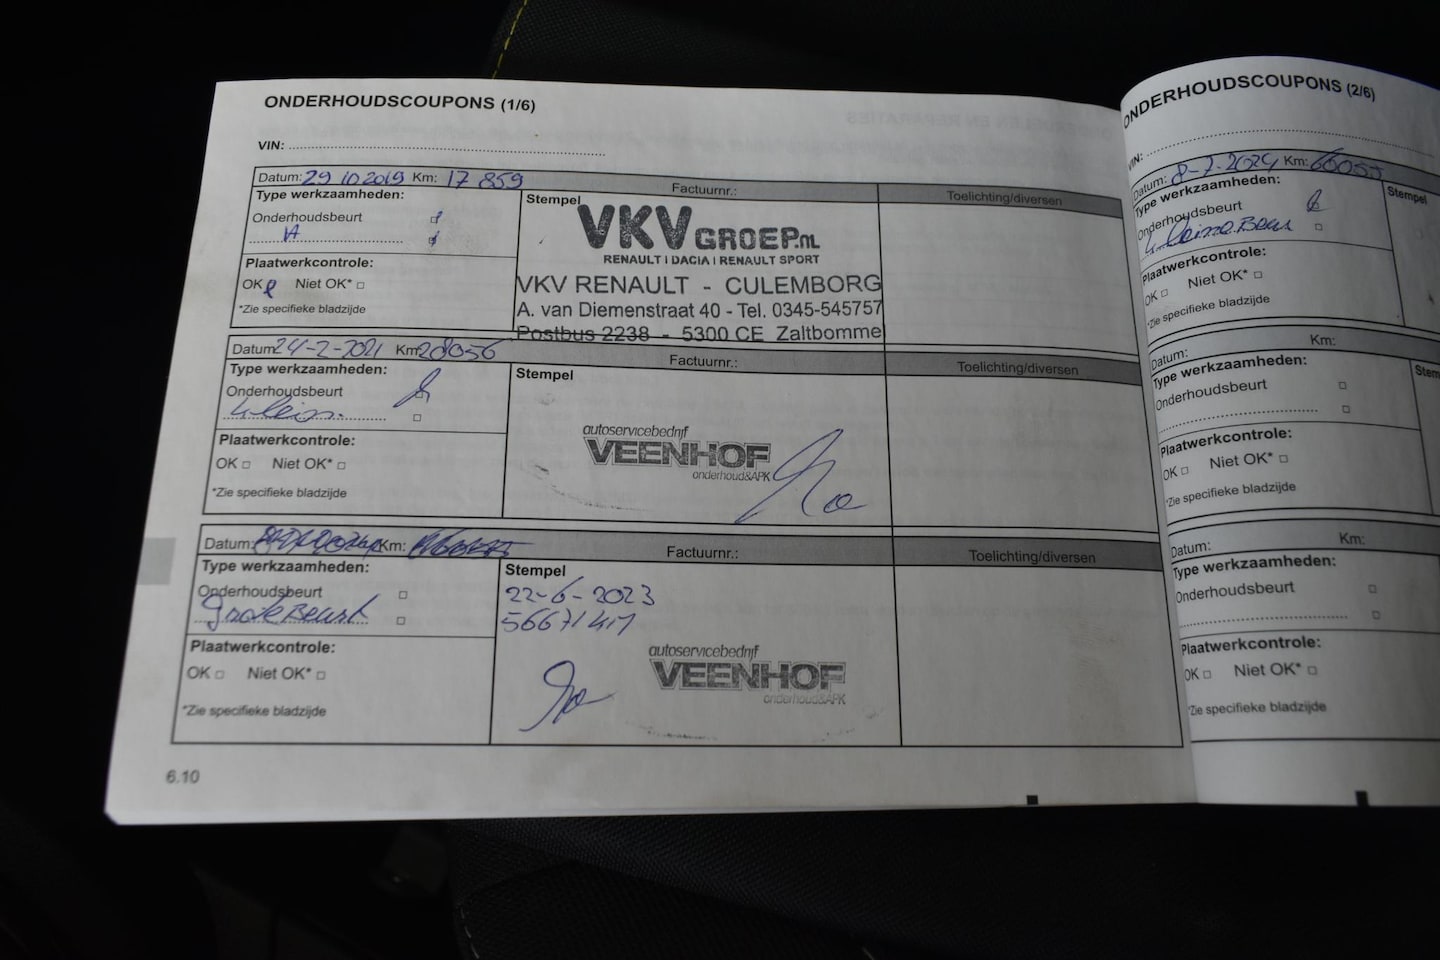 ONDERHOUDSCOUPONS (1/6)
VIN:
Datum: 29 10 2019 Km: 17 859 Factuurnr.: Toelichting/diversen
Type werkzaamheden:
Onderhoudsbeurt
A
Plaatwerkcontrole:
OK Niet OK*
*Zie specifieke bladzijde
Stempel
VKV GROEP.nl
RENAULT | DACIA | RENAULT SPORT
VKV RENAULT - CULEMBORG
A. van Diemenstraat 40 - Tel. 0345-545757
Postbus 2238 - 5300 CE Zaltbommel
Datum 24-2-2021 Km 28056 Factuurnr.: Toelichting/diversen
Type werkzaamheden:
Onderhoudsbeurt
Klein.
Plaatwerkcontrole:
OK Niet OK*
*Zie specifieke bladzijde
Stempel
autoservicebedrijf
VEENHOF
onderhoud&APK
Datum: Km: Factuurnr.: Toelichting/diversen
Type werkzaamheden:
Onderhoudsbeurt
Grote Beurt
Plaatwerkcontrole:
OK Niet OK*
*Zie specifieke bladzijde
Stempel
22-6-2023
56671 km
autoservicebedrijf
VEENHOF
onderhoud&APK
6.10
ONDERHOUDSCOUPONS (2/6)
VIN:
Datum: 8-7-2024 Km: 66055
Type werkzaamheden:
Onderhoudsbeurt
Kleine Beurt
Plaatwerkcontrole:
OK Niet OK*
*Zie specifieke bladzijde
Stempel
Datum: Km:
Type werkzaamheden:
Onderhoudsbeurt
Plaatwerkcontrole:
OK Niet OK*
*Zie specifieke bladzijde
Stem
Datum: Km:
Type werkzaamheden:
Onderhoudsbeurt
Plaatwerkcontrole:
OK Niet OK*
*Zie specifieke bladzijde